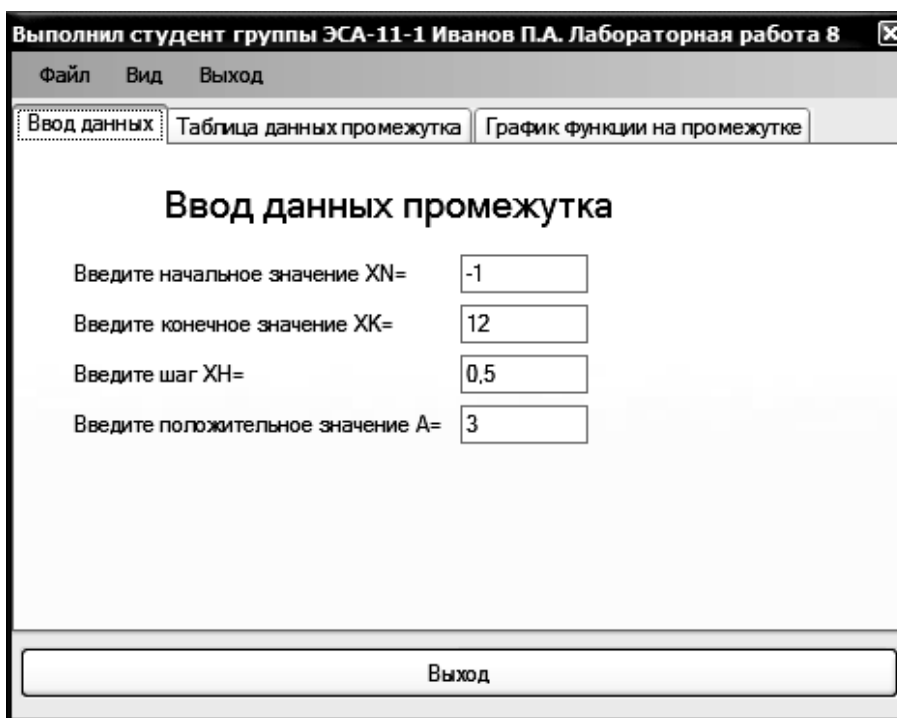 Выполнил студент группы ЭСА-11-1 Иванов П.А. Лабораторная работа 8
Файл Вид Выход
Ввод данных Таблица данных промежутка График функции на промежутке
Ввод данных промежутка
Введите начальное значение XN= -1
Введите конечное значение XK= 12
Введите шаг XH= 0,5
Введите положительное значение A= 3
Выход